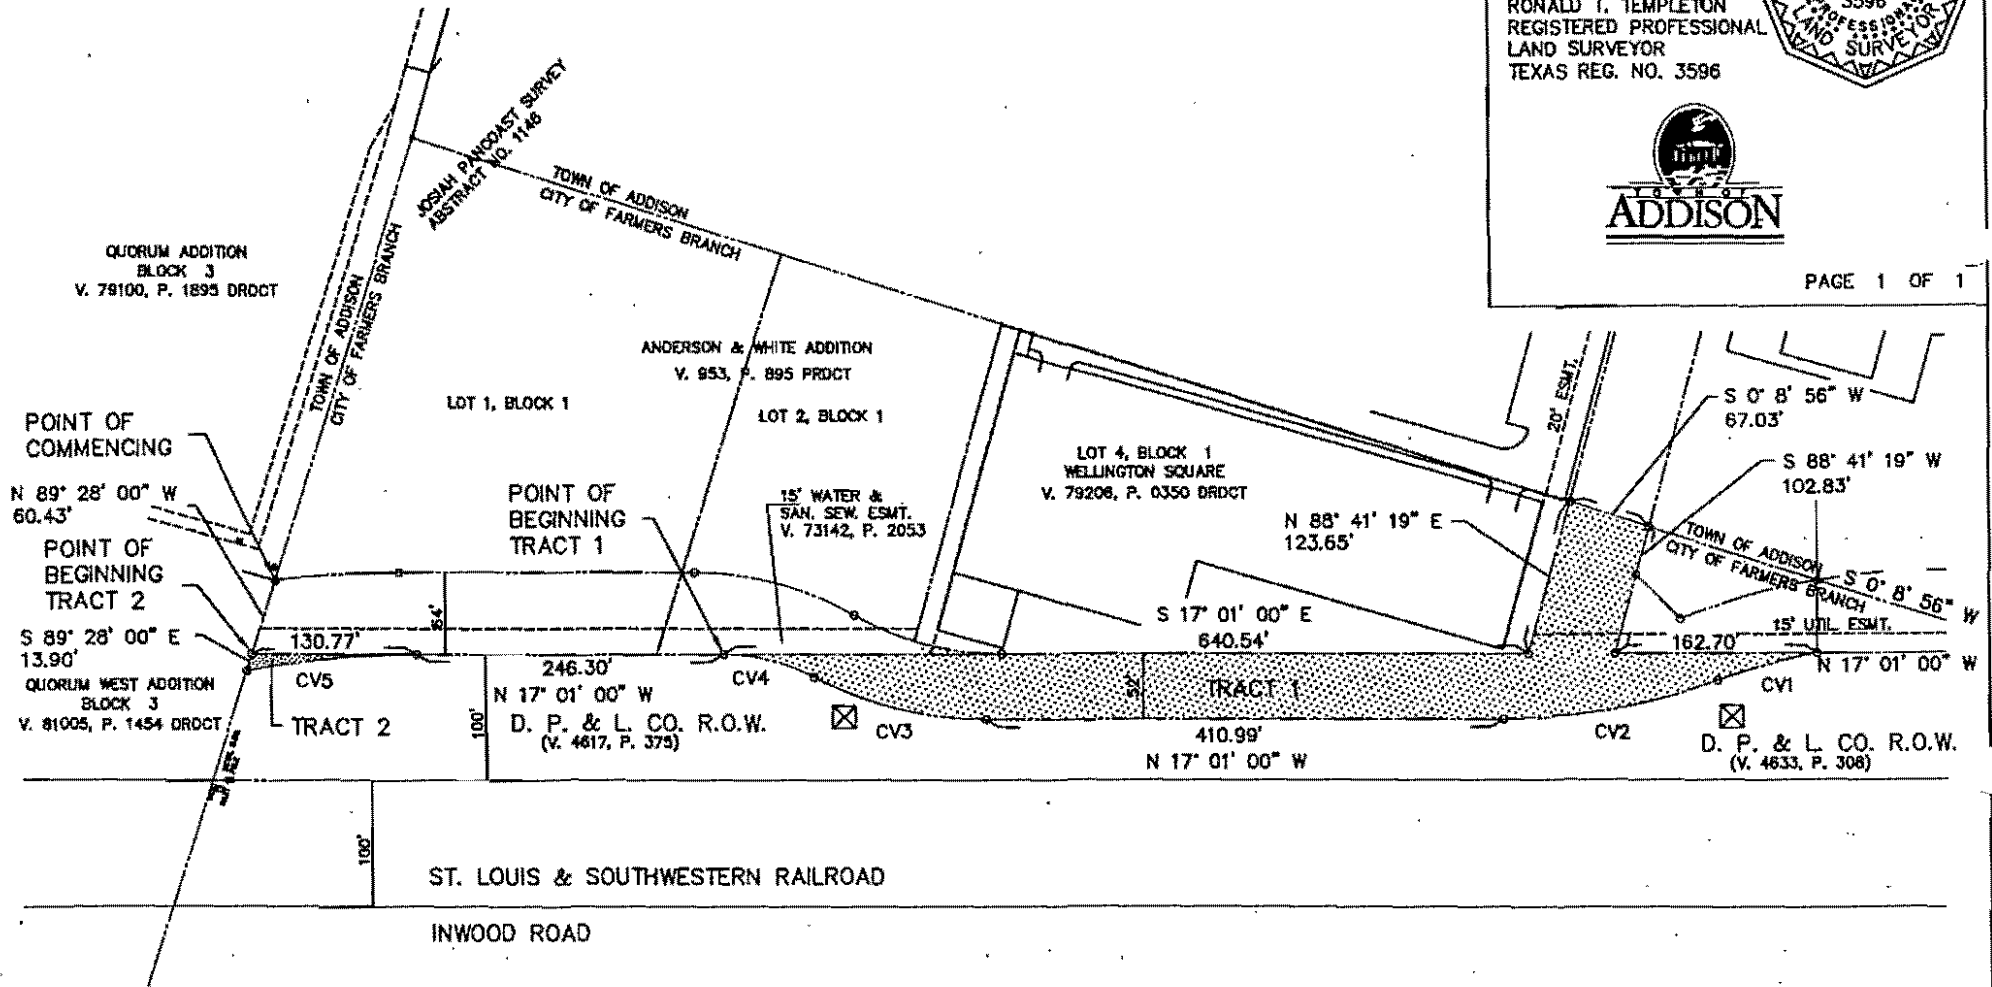 RONALD T. TEMPLETON
REGISTERED PROFESSIONAL
LAND SURVEYOR
TEXAS REG. NO. 3596
3596
PROFESSIONAL
LAND SURVEYOR
TOWN OF
ADDISON
PAGE 1 OF 1
JOSIAH PANCOAST SURVEY
ABSTRACT NO. 1146
TOWN OF ADDISON
CITY OF FARMERS BRANCH
QUORUM ADDITION
BLOCK 3
V. 79100, P. 1895 DRDCT
TOWN OF ADDISON
CITY OF FARMERS BRANCH
ANDERSON & WHITE ADDITION
V. 953, P. 895 PRDCT
LOT 1, BLOCK 1
LOT 2, BLOCK 1
20' ESMT.
S 0° 8' 56" W
67.03'
S 88° 41' 19" W
102.83'
POINT OF
COMMENCING
N 89° 28' 00" W
60.43'
LOT 4, BLOCK 1
WELLINGTON SQUARE
V. 79206, P. 0350 DRDCT
POINT OF
BEGINNING
TRACT 1
15' WATER &
SAN. SEW. ESMT.
V. 73142, P. 2053
N 88° 41' 19" E
123.65'
TOWN OF ADDISON
CITY OF FARMERS BRANCH
S 0° 8' 56" W
POINT OF
BEGINNING
TRACT 2
S 89° 28' 00" E
13.90'
64'
130.77'
246.30'
N 17° 01' 00" W
S 17° 01' 00" E
640.54'
15' UTIL. ESMT.
162.70'
N 17° 01' 00" W
QUORUM WEST ADDITION
BLOCK 3
V. 81005, P. 1454 DRDCT
CV5
TRACT 2
100'
D. P. & L. CO. R.O.W.
(V. 4617, P. 375)
CV4
CV3
52'
TRACT 1
410.99'
N 17° 01' 00" W
CV2
CV1
D. P. & L. CO. R.O.W.
(V. 4633, P. 308)
100'
ST. LOUIS & SOUTHWESTERN RAILROAD
INWOOD ROAD